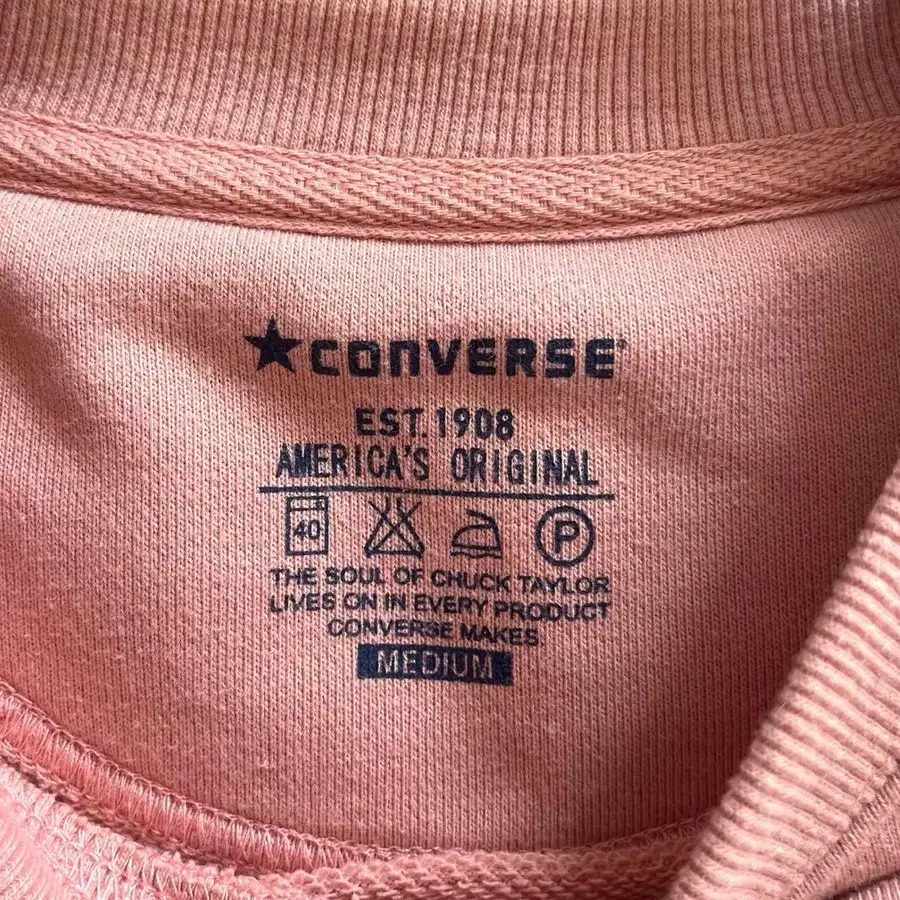 ★CONVERSE
EST. 1908
AMERICA'S ORIGINAL
40 P
THE SOUL OF CHUCK TAYLOR
LIVES ON IN EVERY PRODUCT
CONVERSE MAKES
MEDIUM